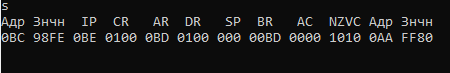 s
Адр Знчн  IP  CR   AR  DR   SP  BR   AC  NZVC Адр Знчн
0BC 98FE 0BE 0100 0BD 0100 000 00BD 0000 1010 0AA FF80